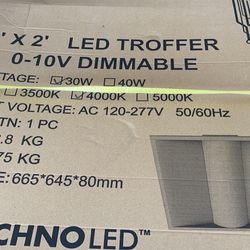 ' X 2' LED TROFFER
0-10V DIMMABLE
TAGE: ☑30W ☐40W
3500K ☑4000K ☐5000K
T VOLTAGE: AC 120-277V 50/60Hz
TN: 1 PC
.8 KG
75 KG
E: 665*645*80mm
CHNOLED™